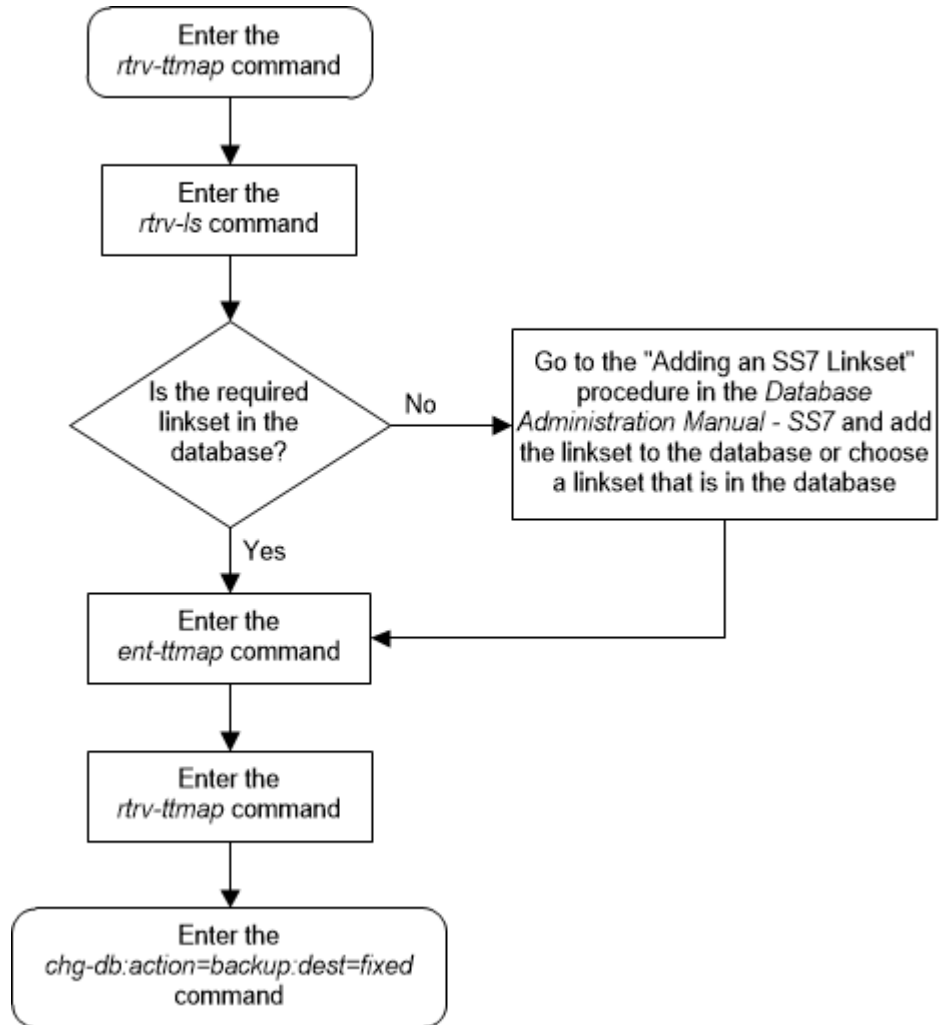 Enter the
rtrv-ttmap command
Enter the
rtrv-ls command
Is the required
linkset in the
database?
No
Go to the "Adding an SS7 Linkset"
procedure in the Database
Administration Manual - SS7 and add
the linkset to the database or choose
a linkset that is in the database
Yes
Enter the
ent-ttmap command
Enter the
rtrv-ttmap command
Enter the
chg-db:action=backup:dest=fixed
command